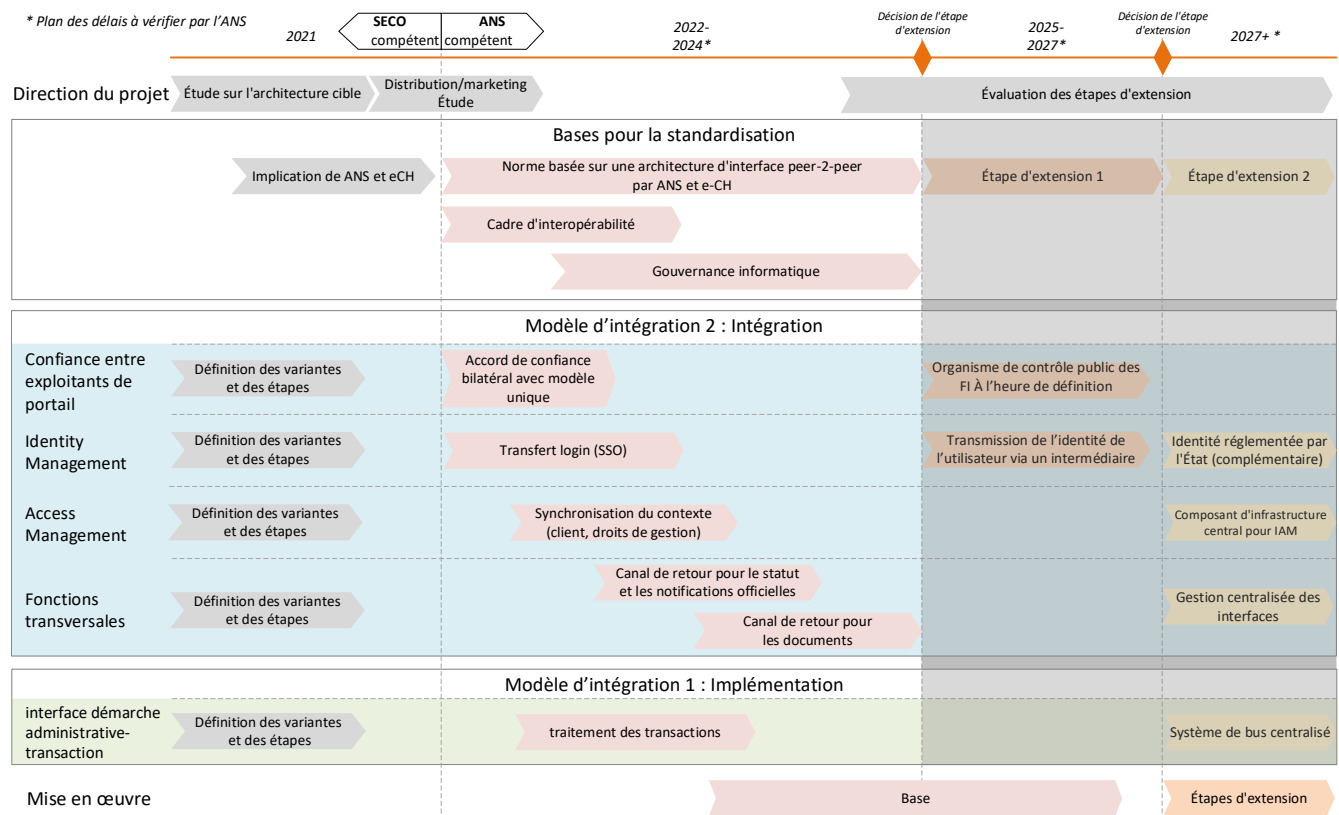 * Plan des délais à vérifier par l'ANS
2021
SECO
compétent
ANS
compétent
2022-
2024*
Décision de l'étape
d'extension
2025-
2027*
Décision de l'étape
d'extension
2027+ *
Direction du projet
Étude sur l'architecture cible
Distribution/marketing
Étude
Évaluation des étapes d'extension
Bases pour la standardisation
Implication de ANS et eCH
Norme basée sur une architecture d'interface peer-2-peer
par ANS et e-CH
Étape d'extension 1
Étape d'extension 2
Cadre d'interopérabilité
Gouvernance informatique
Modèle d'intégration 2 : Intégration
Confiance entre
exploitants de
portail
Définition des variantes
et des étapes
Accord de confiance
bilatéral avec modèle
unique
Organisme de contrôle public des
FI À l'heure de définition
Identity
Management
Définition des variantes
et des étapes
Transfert login (SSO)
Transmission de l'identité de
l'utilisateur via un intermédiaire
Identité réglementée par
l'État (complémentaire)
Access
Management
Définition des variantes
et des étapes
Synchronisation du contexte
(client, droits de gestion)
Composant d'infrastructure
central pour IAM
Fonctions
transversales
Définition des variantes
et des étapes
Canal de retour pour le statut
et les notifications officielles
Canal de retour pour
les documents
Gestion centralisée des
interfaces
Modèle d'intégration 1 : Implémentation
interface démarche
administrative-
transaction
Définition des variantes
et des étapes
traitement des transactions
Système de bus centralisé
Mise en œuvre
Base
Étapes d'extension